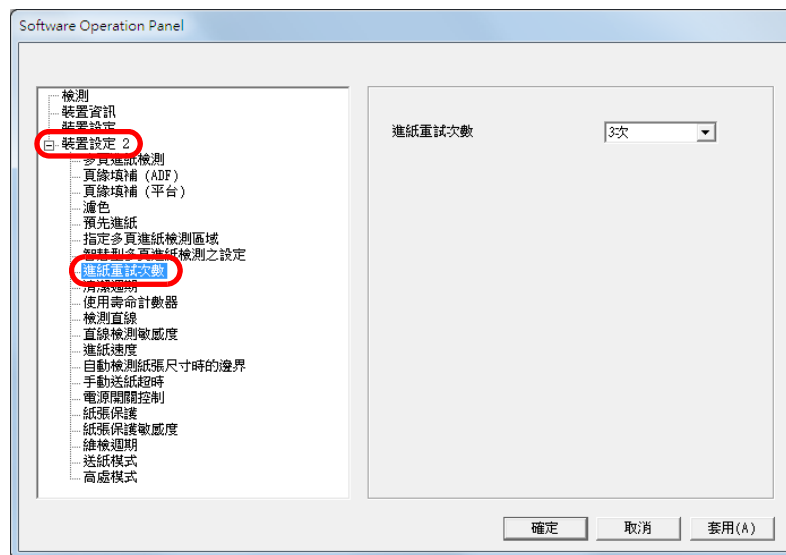 Software Operation Panel
檢測
裝置資訊
裝置設定
裝置設定 2
多頁進紙檢測
頁緣填補 (ADF)
頁緣填補 (平台)
濾色
預先進紙
指定多頁進紙檢測區域
智慧型多頁進紙檢測之設定
進紙重試次數
清潔週期
使用壽命計數器
檢測直線
直線檢測敏感度
進紙速度
自動檢測紙張尺寸時的邊界
手動送紙超時
電源開關控制
紙張保護
紙張保護敏感度
維檢週期
送紙模式
高處模式
進紙重試次數
3次
確定
取消
套用(A)